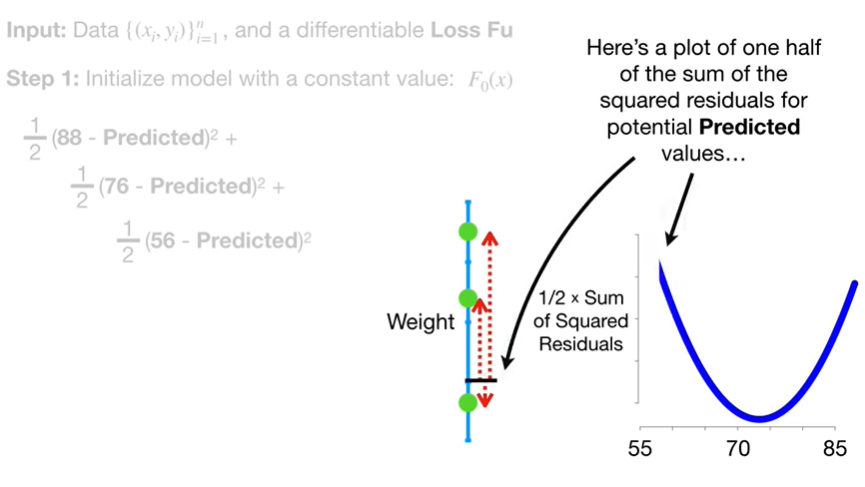 Input: Data {(xᵢ, yᵢ)}ⁿᵢ₌₁, and a differentiable Loss Fu
Step 1: Initialize model with a constant value: F₀(x)
Here's a plot of one half
of the sum of the
squared residuals for
potential Predicted
values…
1/2 (88 - Predicted)² +
1/2 (76 - Predicted)² +
1/2 (56 - Predicted)²
Weight
1/2 × Sum
of Squared
Residuals
55 70 85